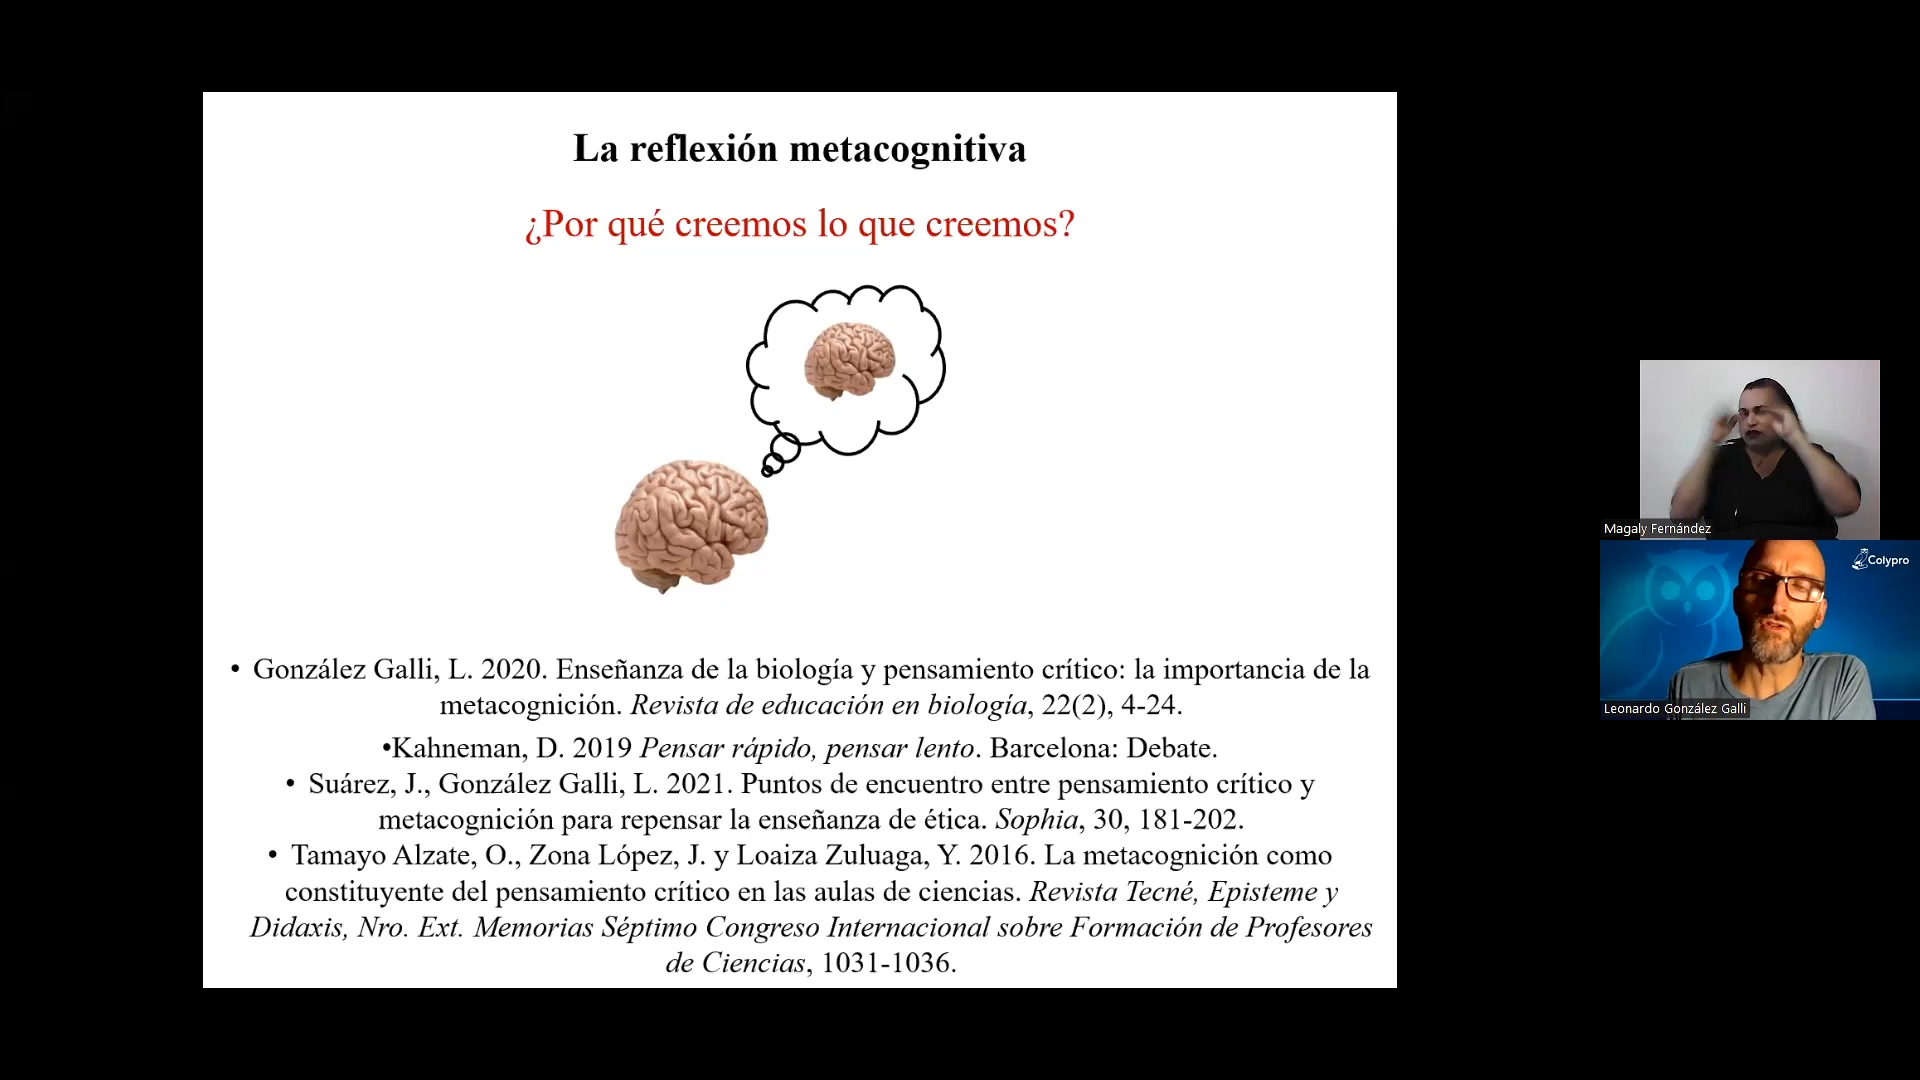 La reflexión metacognitiva
¿Por qué creemos lo que creemos?
• González Galli, L. 2020. Enseñanza de la biología y pensamiento crítico: la importancia de la
metacognición. Revista de educación en biología, 22(2), 4-24.
•Kahneman, D. 2019 Pensar rápido, pensar lento. Barcelona: Debate.
• Suárez, J., González Galli, L. 2021. Puntos de encuentro entre pensamiento crítico y
metacognición para repensar la enseñanza de ética. Sophia, 30, 181-202.
• Tamayo Alzate, O., Zona López, J. y Loaiza Zuluaga, Y. 2016. La metacognición como
constituyente del pensamiento crítico en las aulas de ciencias. Revista Tecné, Episteme y
Didaxis, Nro. Ext. Memorias Séptimo Congreso Internacional sobre Formación de Profesores
de Ciencias, 1031-1036.
Magaly Fernández
Colypro
Leonardo González Galli